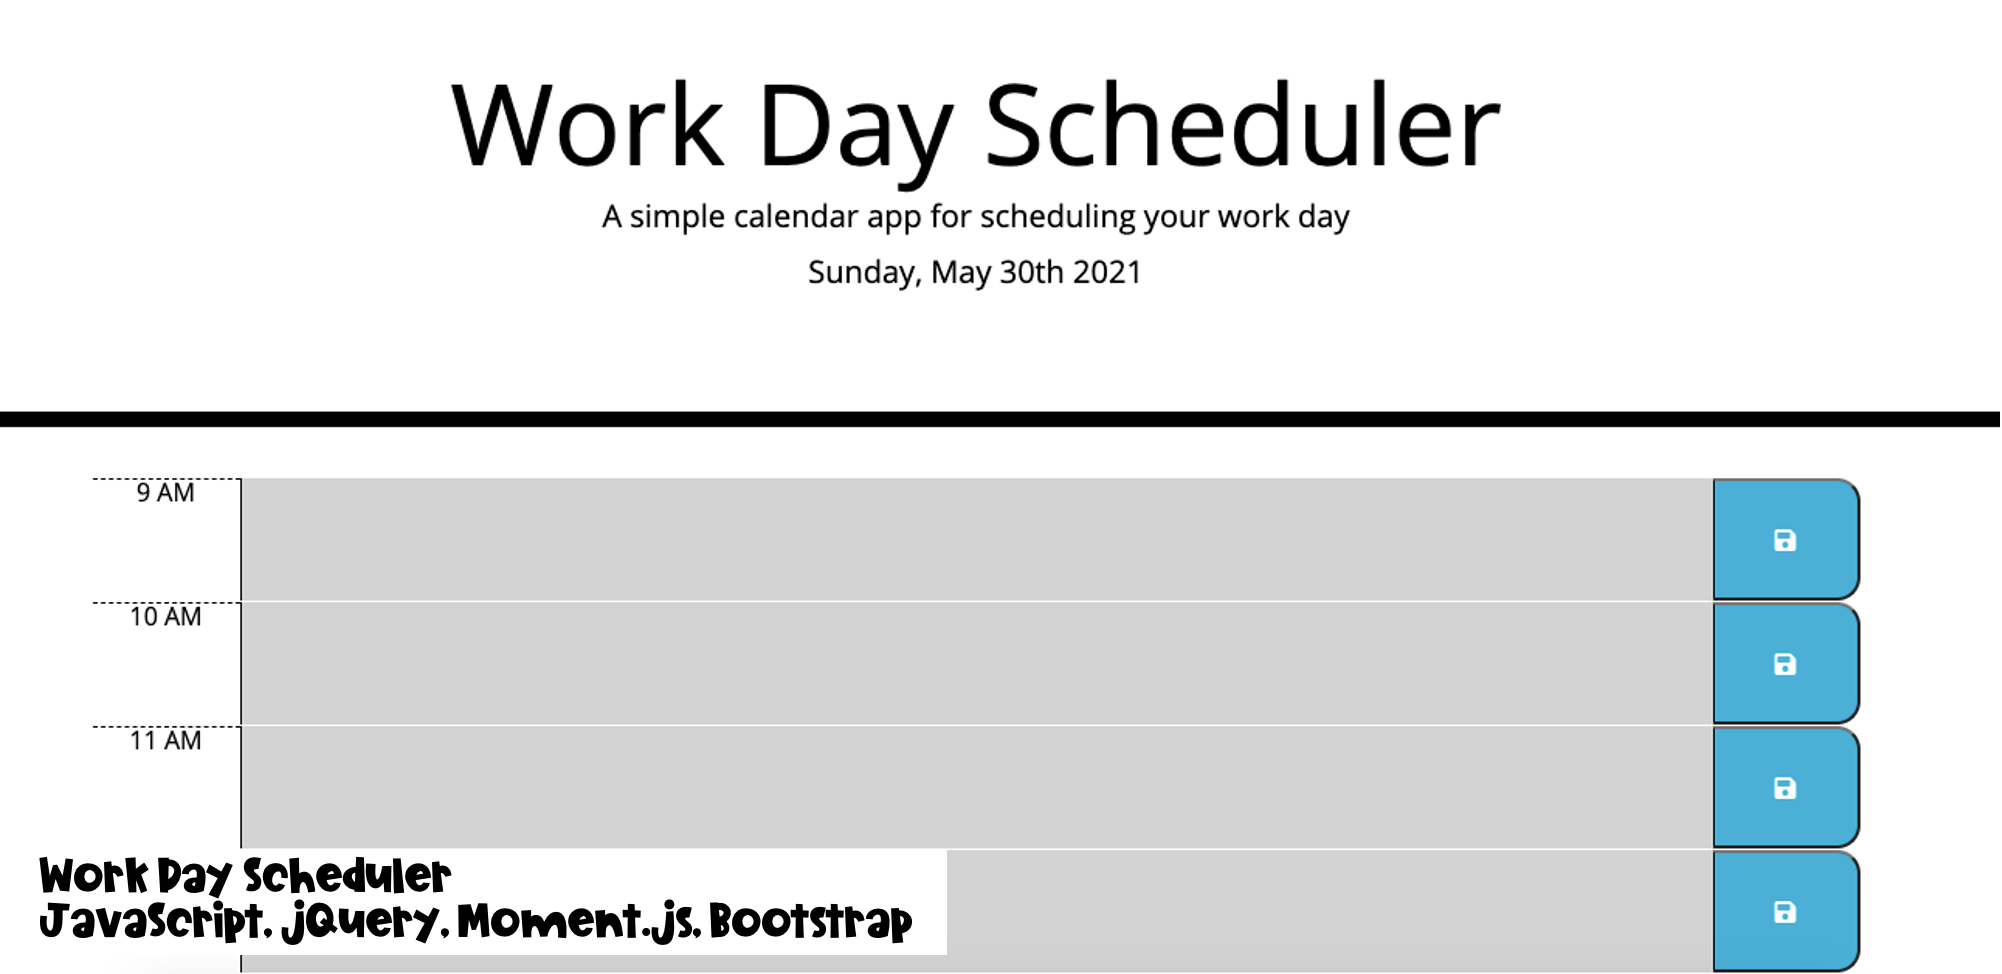 Work Day Scheduler
A simple calendar app for scheduling your work day
Sunday, May 30th 2021
9 AM
10 AM
11 AM
Work Day Scheduler
JavaScript, jQuery, Moment.js, Bootstrap